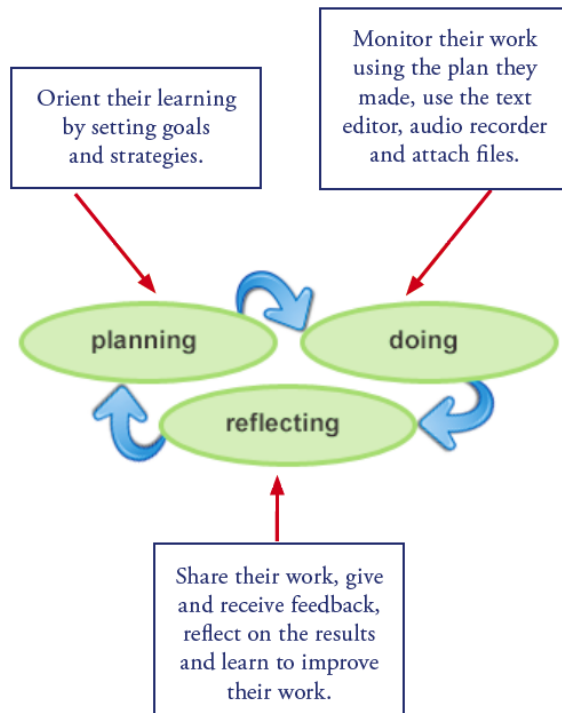 Orient their learning
by setting goals
and strategies.
Monitor their work
using the plan they
made, use the text
editor, audio recorder
and attach files.
planning
doing
reflecting
Share their work, give
and receive feedback,
reflect on the results
and learn to improve
their work.